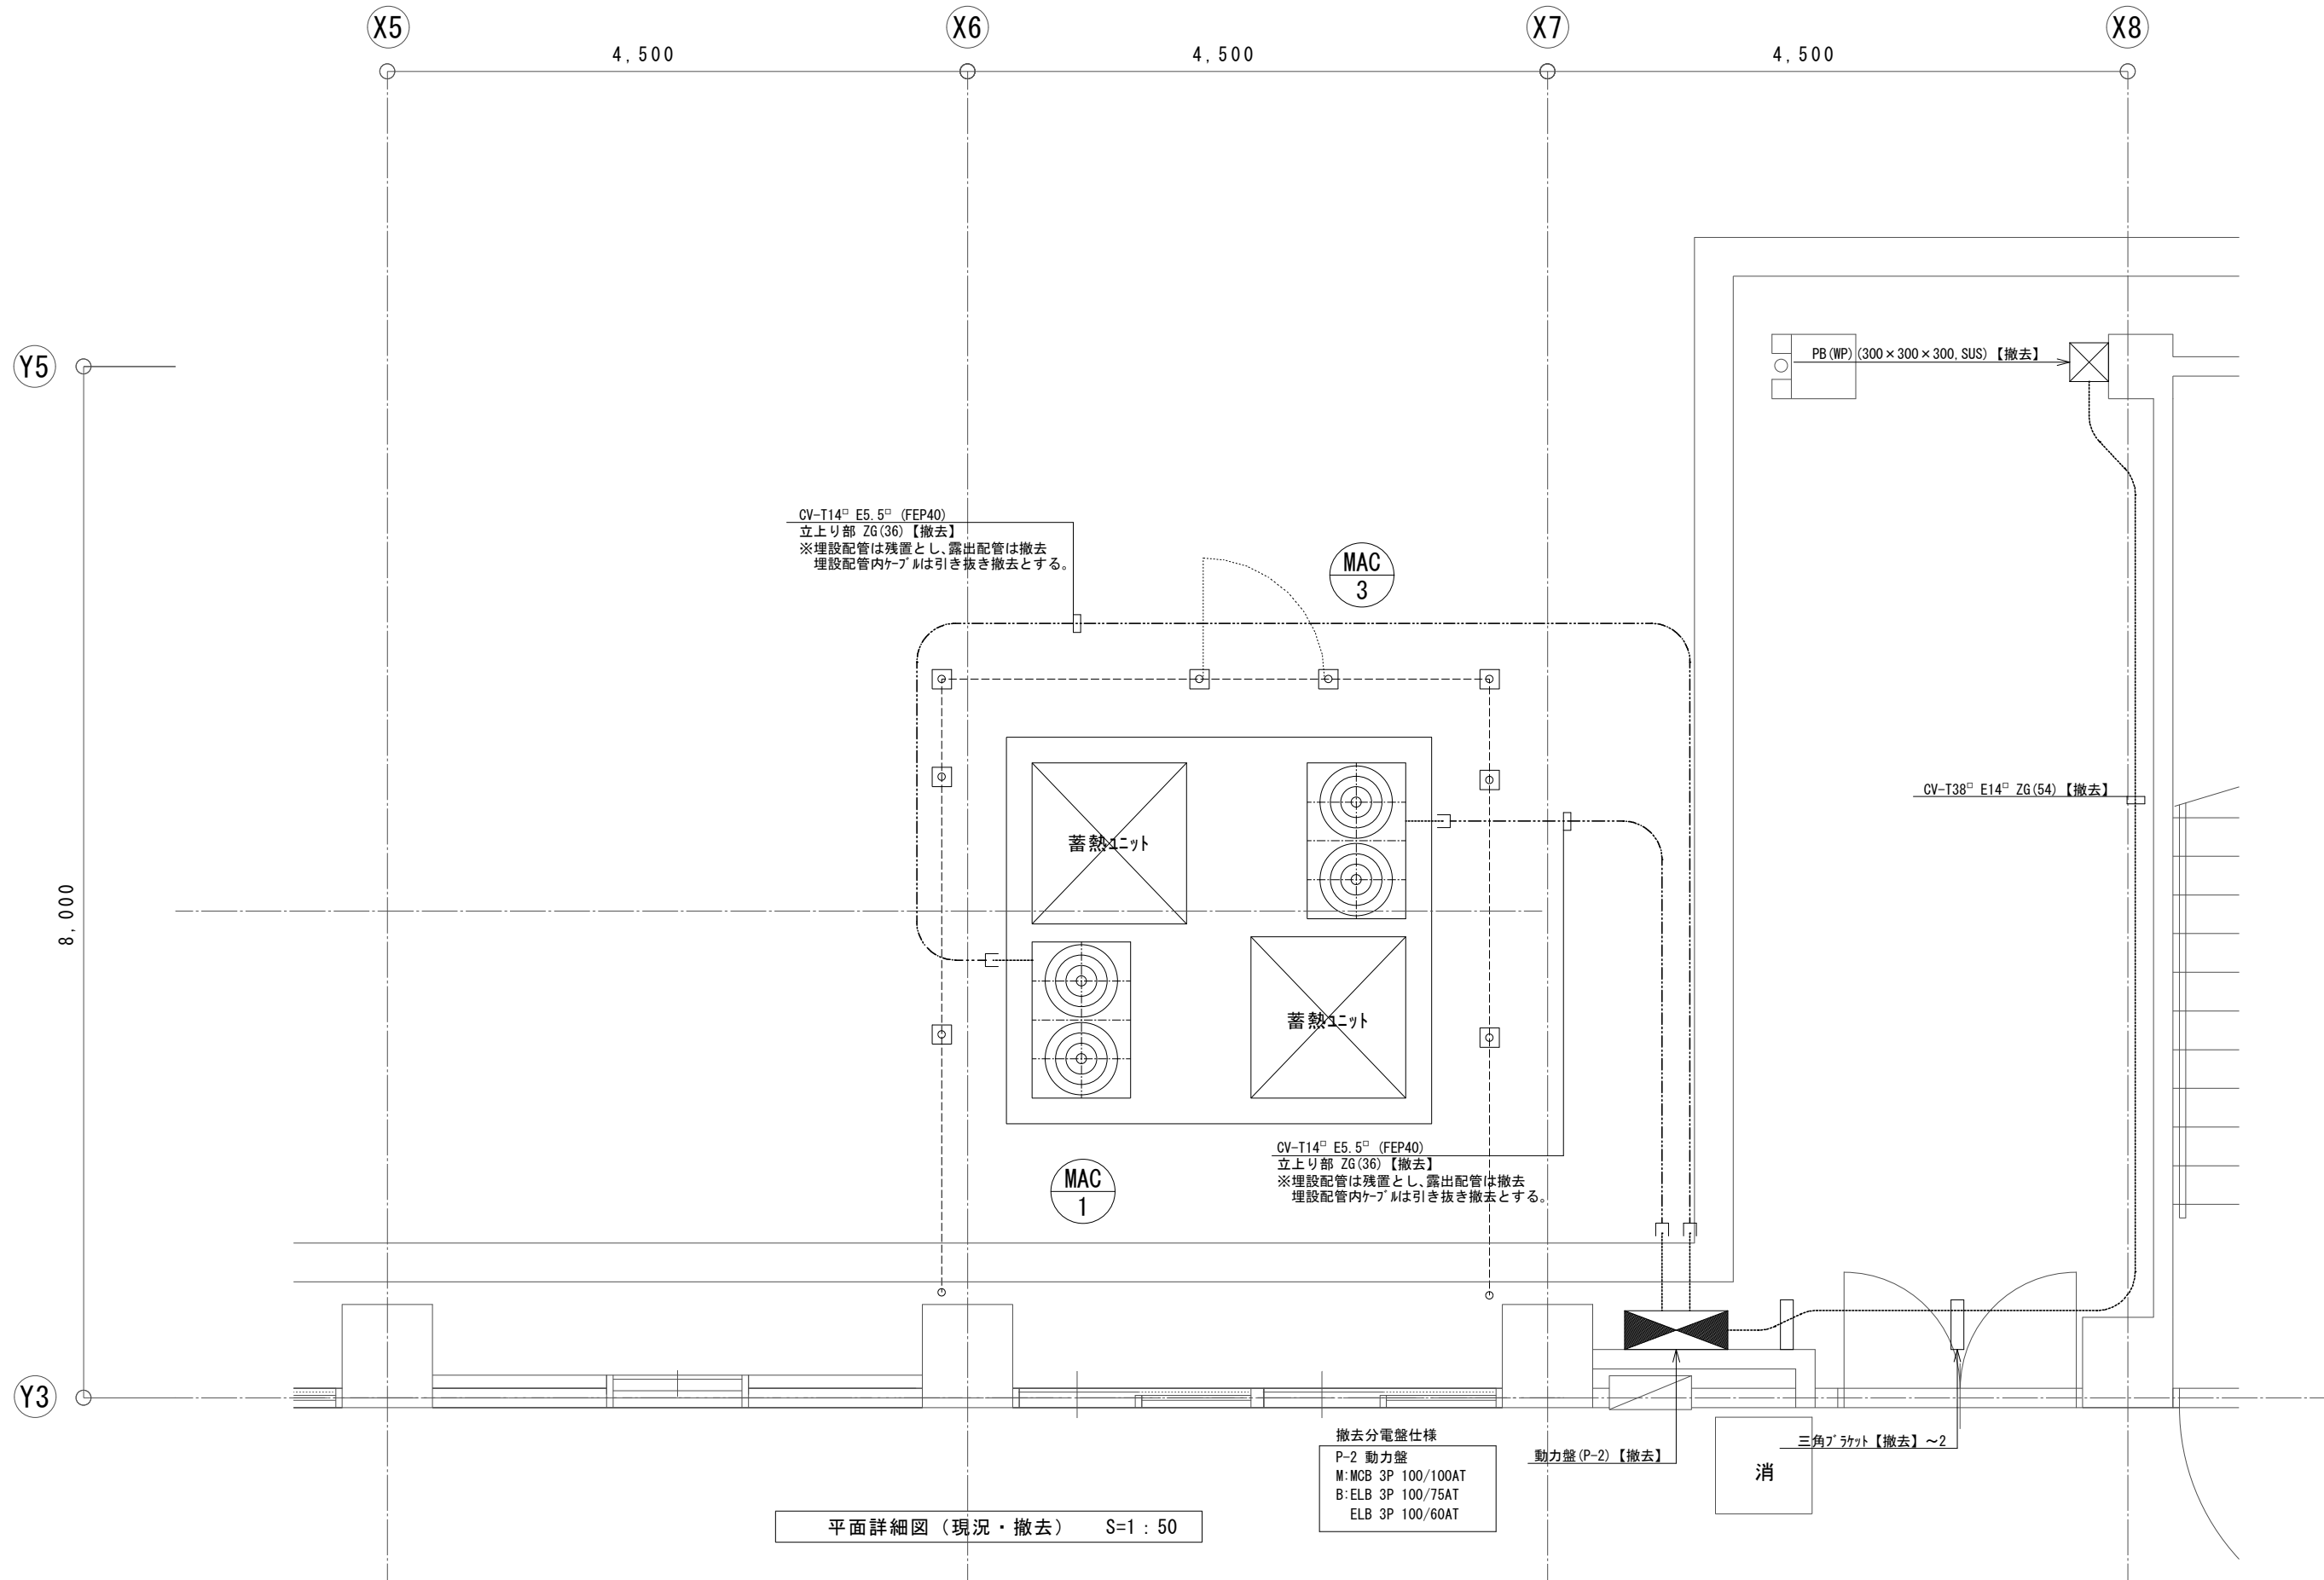 X5
X6
X7
X8
4,500
4,500
4,500
Y5
PB(WP)(300×300×300,SUS)【撤去】
CV-T14□ E5.5□ (FEP40)
立上り部 ZG(36)【撤去】
※埋設配管は残置とし、露出配管は撤去
埋設配管内ｹｰﾌﾞﾙは引き抜き撤去とする。
MAC
3
CV-T38□ E14□ ZG(54)【撤去】
蓄熱ﾕﾆｯﾄ
8,000
蓄熱ﾕﾆｯﾄ
CV-T14□ E5.5□ (FEP40)
立上り部 ZG(36)【撤去】
※埋設配管は残置とし、露出配管は撤去
埋設配管内ｹｰﾌﾞﾙは引き抜き撤去とする。
MAC
1
Y3
撤去分電盤仕様
P-2 動力盤
M:MCB 3P 100/100AT
B:ELB 3P 100/75AT
ELB 3P 100/60AT
動力盤(P-2)【撤去】
三角ﾌﾞﾗｹｯﾄ【撤去】～2
消
平面詳細図（現況・撤去） S=1：50